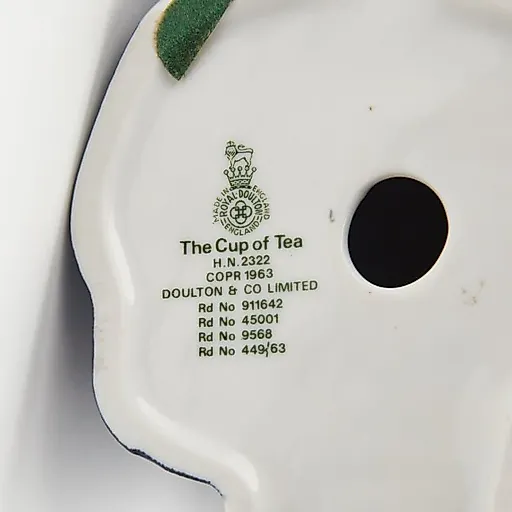 MADE IN ENGLAND
ROYAL DOULTON
ENGLAND
The Cup of Tea
H.N. 2322
COPR 1963
DOULTON & CO LIMITED
Rd No 911642
Rd No 45001
Rd No 9568
Rd No 449/63